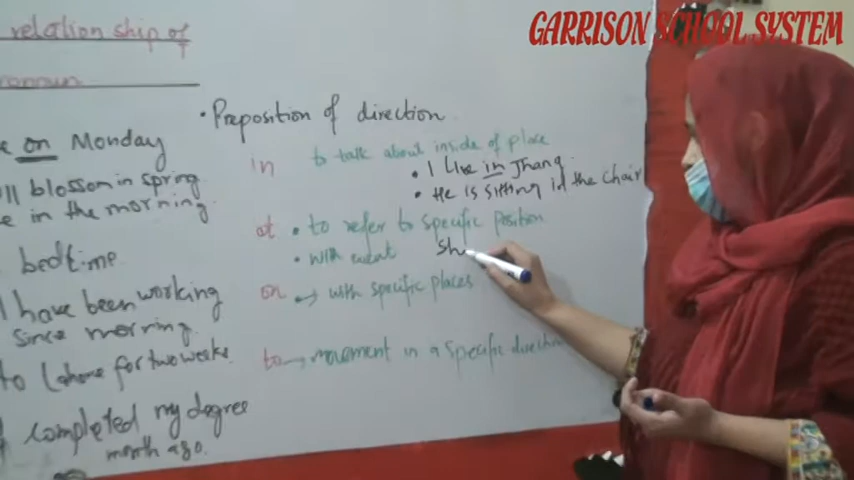 GARRISON SCHOOL SYSTEM
relation ship of
pronoun
on Monday
blossom in spring
in the morning
bedtime
I have been working
since morning
for two weeks.
completed my degree
month ago.
• Preposition of direction
in to talk about inside of place
• I live in Jhang
• He is sitting in the chair
at • to refer to specific position
• with event Sh
on → with specific places
to → movement in a specific direction